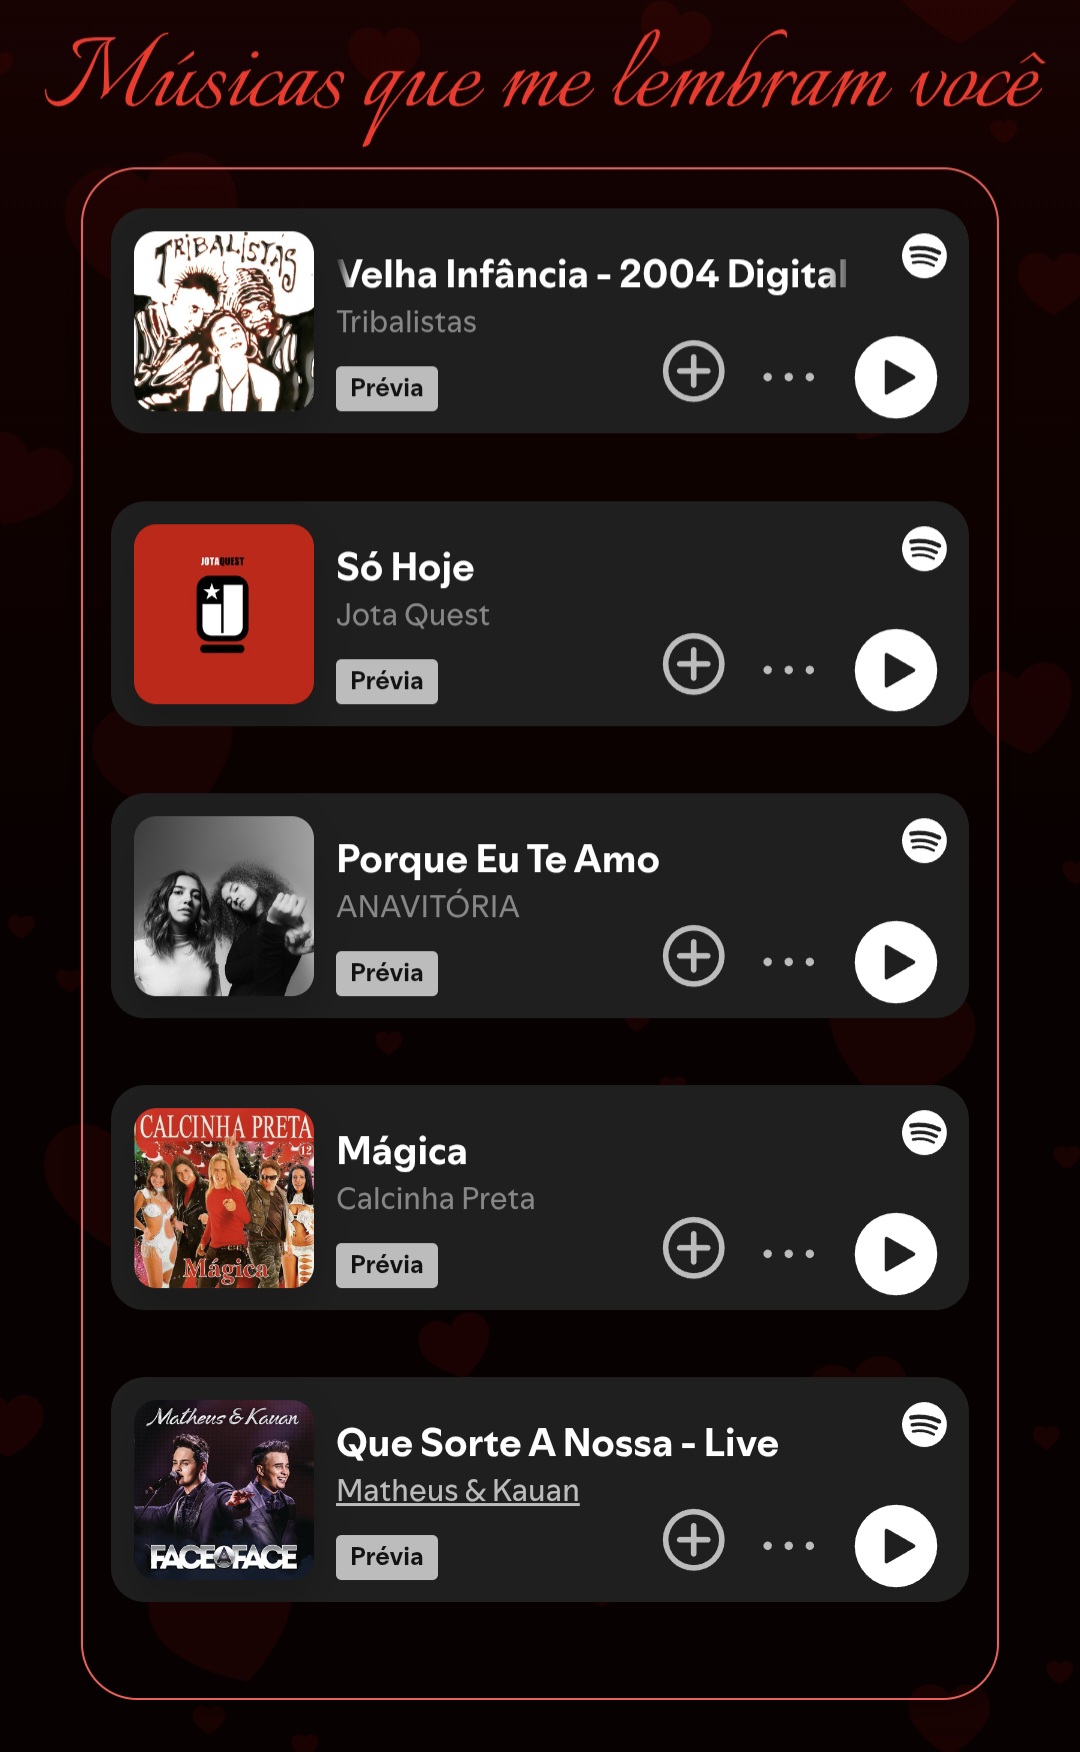 Músicas que me lembram você
TRIBALISTAS
Velha Infância - 2004 Digital
Tribalistas
Prévia
JOTAQUEST
J
Só Hoje
Jota Quest
Prévia
Porque Eu Te Amo
ANAVITÓRIA
Prévia
CALCINHA PRETA
12
Mágica
Mágica
Calcinha Preta
Prévia
Matheus & Kauan
FACE A FACE
Que Sorte A Nossa - Live
Matheus & Kauan
Prévia